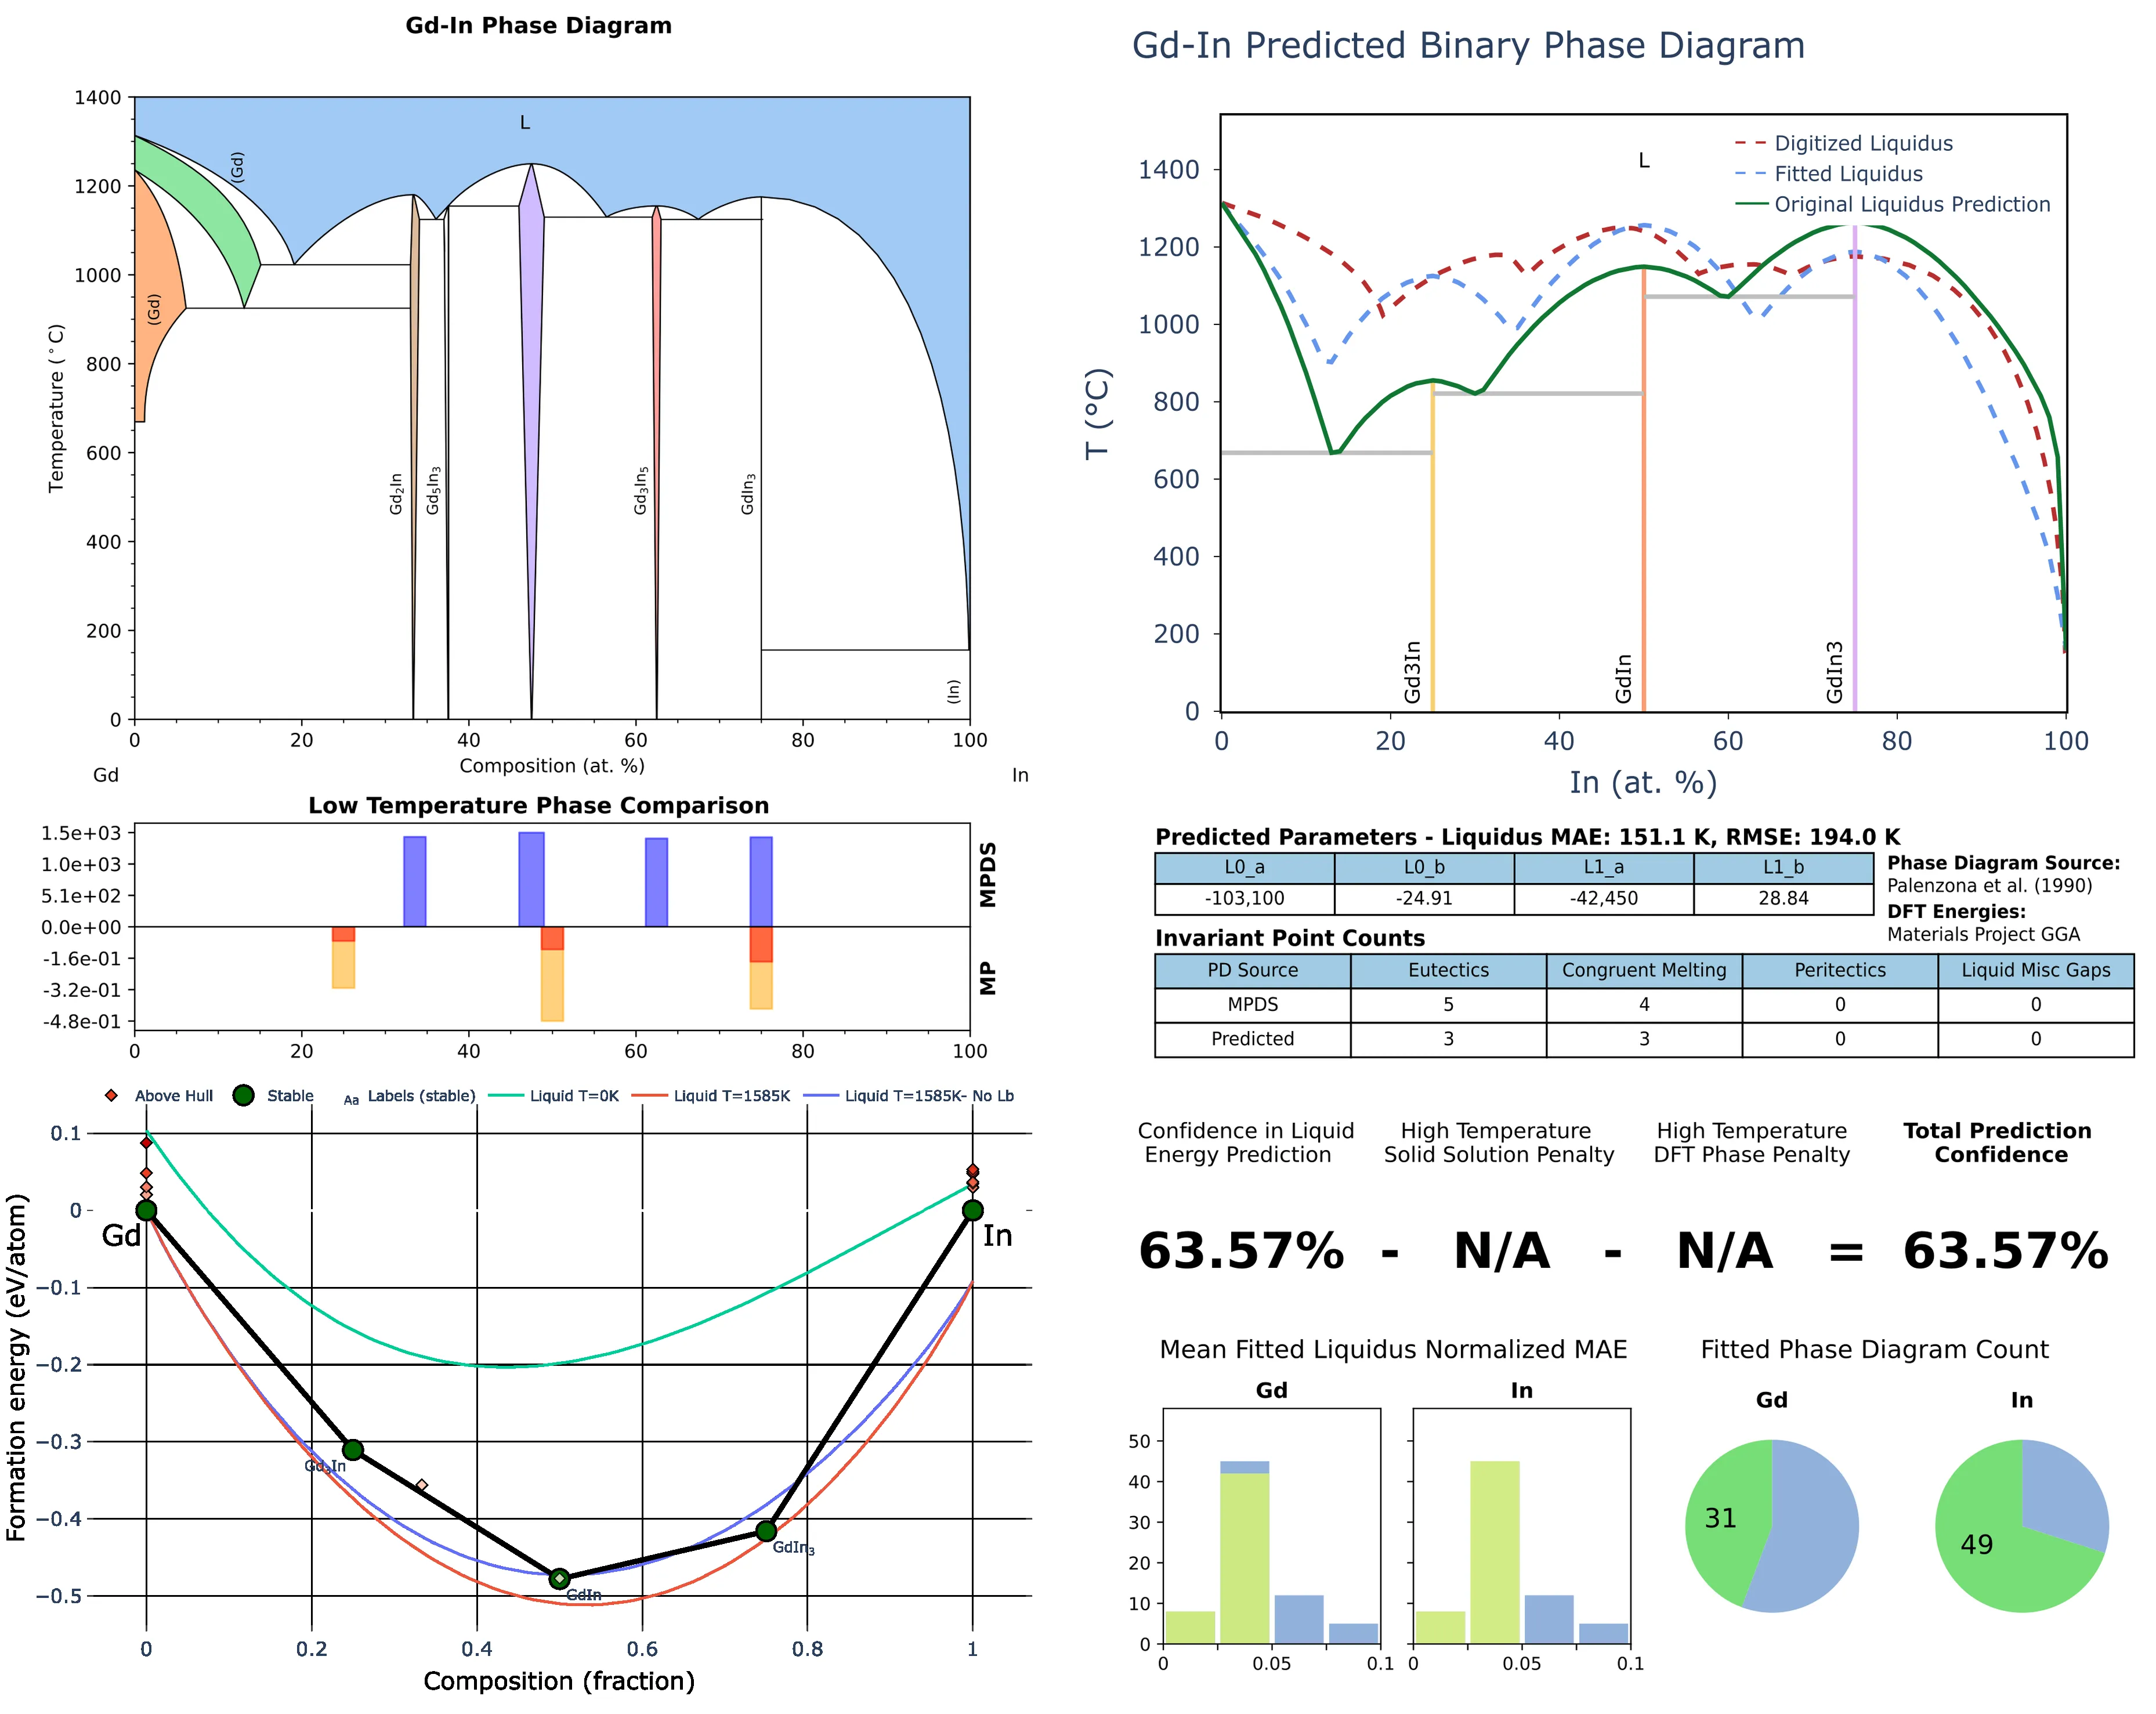 Gd-In Phase Diagram
1400
1200
1000
800
600
400
200
0
Temperature (°C)
L
(Gd)
(Gd)
Gd2In
Gd5In3
Gd3In5
GdIn3
(In)
0 20 40 60 80 100
Composition (at. %)
Gd In
Gd-In Predicted Binary Phase Diagram
1400
1200
1000
800
600
400
200
0
T (°C)
L
Digitized Liquidus
Fitted Liquidus
Original Liquidus Prediction
Gd3In
GdIn
GdIn3
0 20 40 60 80 100
In (at. %)
Low Temperature Phase Comparison
1.5e+03
1.0e+03
5.1e+02
0.0e+00
-1.6e-01
-3.2e-01
-4.8e-01
MPDS
MP
0 20 40 60 80 100
Predicted Parameters - Liquidus MAE: 151.1 K, RMSE: 194.0 K
L0_a L0_b L1_a L1_b
-103,100 -24.91 -42,450 28.84
Phase Diagram Source:
Palenzona et al. (1990)
DFT Energies:
Materials Project GGA
Invariant Point Counts
PD Source Eutectics Congruent Melting Peritectics Liquid Misc Gaps
MPDS 5 4 0 0
Predicted 3 3 0 0
Above Hull Stable Aa Labels (stable) Liquid T=0K Liquid T=1585K Liquid T=1585K- No Lb
0.1
0
−0.1
−0.2
−0.3
−0.4
−0.5
Formation energy (eV/atom)
Gd
In
Gd3In
GdIn
GdIn3
0 0.2 0.4 0.6 0.8 1
Composition (fraction)
Confidence in Liquid
Energy Prediction
High Temperature
Solid Solution Penalty
High Temperature
DFT Phase Penalty
Total Prediction
Confidence
63.57% - N/A - N/A = 63.57%
Mean Fitted Liquidus Normalized MAE
Gd In
50
40
30
20
10
0
0 0.05 0.1 0 0.05 0.1
Fitted Phase Diagram Count
Gd In
31
49